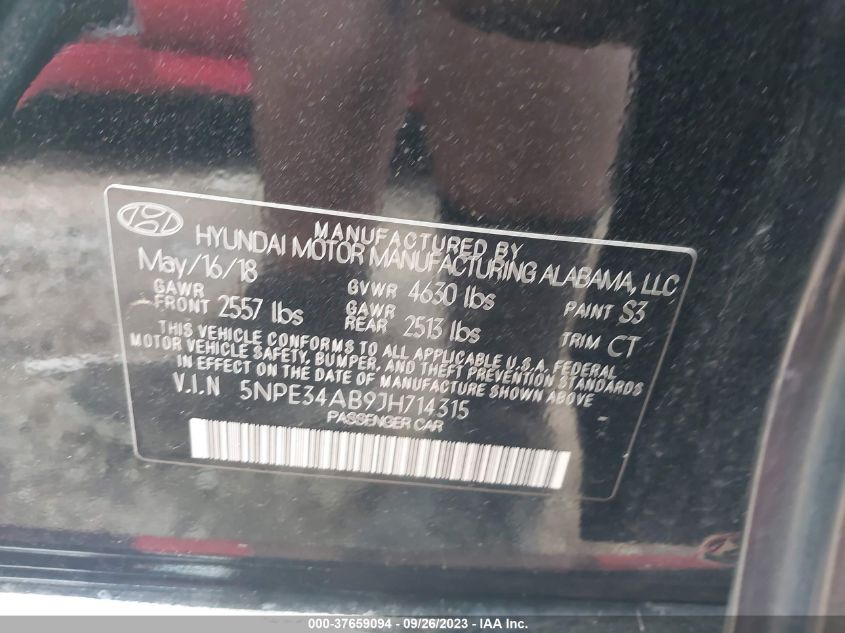 MANUFACTURED BY
HYUNDAI MOTOR MANUFACTURING ALABAMA, LLC
May/16/18
GVWR 4630 lbs
PAINT S3
GAWR FRONT 2557 lbs
GAWR REAR 2513 lbs
TRIM CT
THIS VEHICLE CONFORMS TO ALL APPLICABLE U.S.A. FEDERAL
MOTOR VEHICLE SAFETY, BUMPER, AND THEFT PREVENTION STANDARDS
IN EFFECT ON THE DATE OF MANUFACTURE SHOWN ABOVE
V.I.N 5NPE34AB9JH714315
PASSENGER CAR
000-37659094 - 09/26/2023 - IAA Inc.